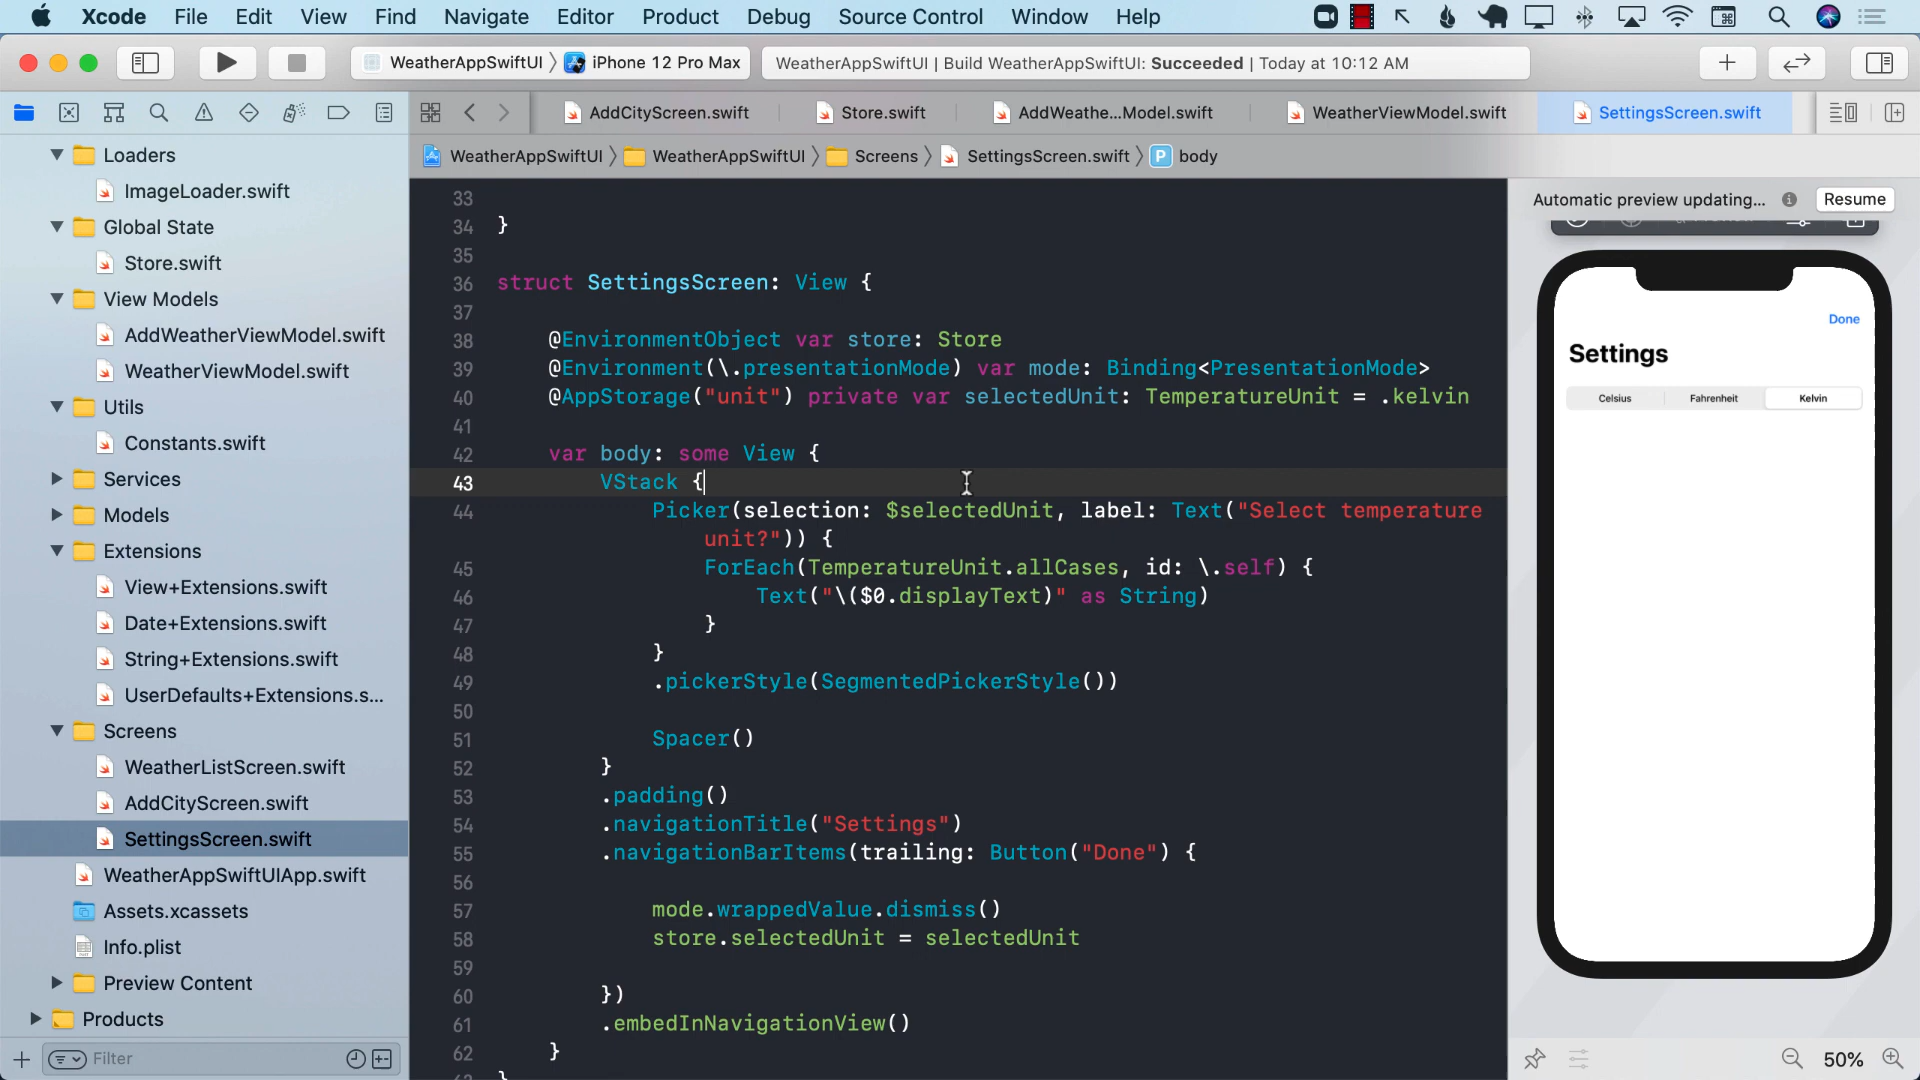 Xcode File Edit View Find Navigate Editor Product Debug Source Control Window Help
WeatherAppSwiftUI 〉 iPhone 12 Pro Max
WeatherAppSwiftUI | Build WeatherAppSwiftUI: Succeeded | Today at 10:12 AM
AddCityScreen.swift Store.swift AddWeathe...Model.swift WeatherViewModel.swift SettingsScreen.swift
WeatherAppSwiftUI 〉 WeatherAppSwiftUI 〉 Screens 〉 SettingsScreen.swift 〉 P body
Loaders
ImageLoader.swift
Global State
Store.swift
View Models
AddWeatherViewModel.swift
WeatherViewModel.swift
Utils
Constants.swift
Services
Models
Extensions
View+Extensions.swift
Date+Extensions.swift
String+Extensions.swift
UserDefaults+Extensions.s...
Screens
WeatherListScreen.swift
AddCityScreen.swift
SettingsScreen.swift
WeatherAppSwiftUIApp.swift
Assets.xcassets
Info.plist
Preview Content
Products
Filter
33
34 }
35
36 struct SettingsScreen: View {
37
38 @EnvironmentObject var store: Store
39 @Environment(\.presentationMode) var mode: Binding<PresentationMode>
40 @AppStorage("unit") private var selectedUnit: TemperatureUnit = .kelvin
41
42 var body: some View {
43 VStack {
44 Picker(selection: $selectedUnit, label: Text("Select temperature
unit?")) {
45 ForEach(TemperatureUnit.allCases, id: \.self) {
46 Text("\($0.displayText)" as String)
47 }
48 }
49 .pickerStyle(SegmentedPickerStyle())
50
51 Spacer()
52 }
53 .padding()
54 .navigationTitle("Settings")
55 .navigationBarItems(trailing: Button("Done") {
56
57 mode.wrappedValue.dismiss()
58 store.selectedUnit = selectedUnit
59
60 })
61 .embedInNavigationView()
62 }
Automatic preview updating... Resume
Done
Settings
Celsius Fahrenheit Kelvin
50%